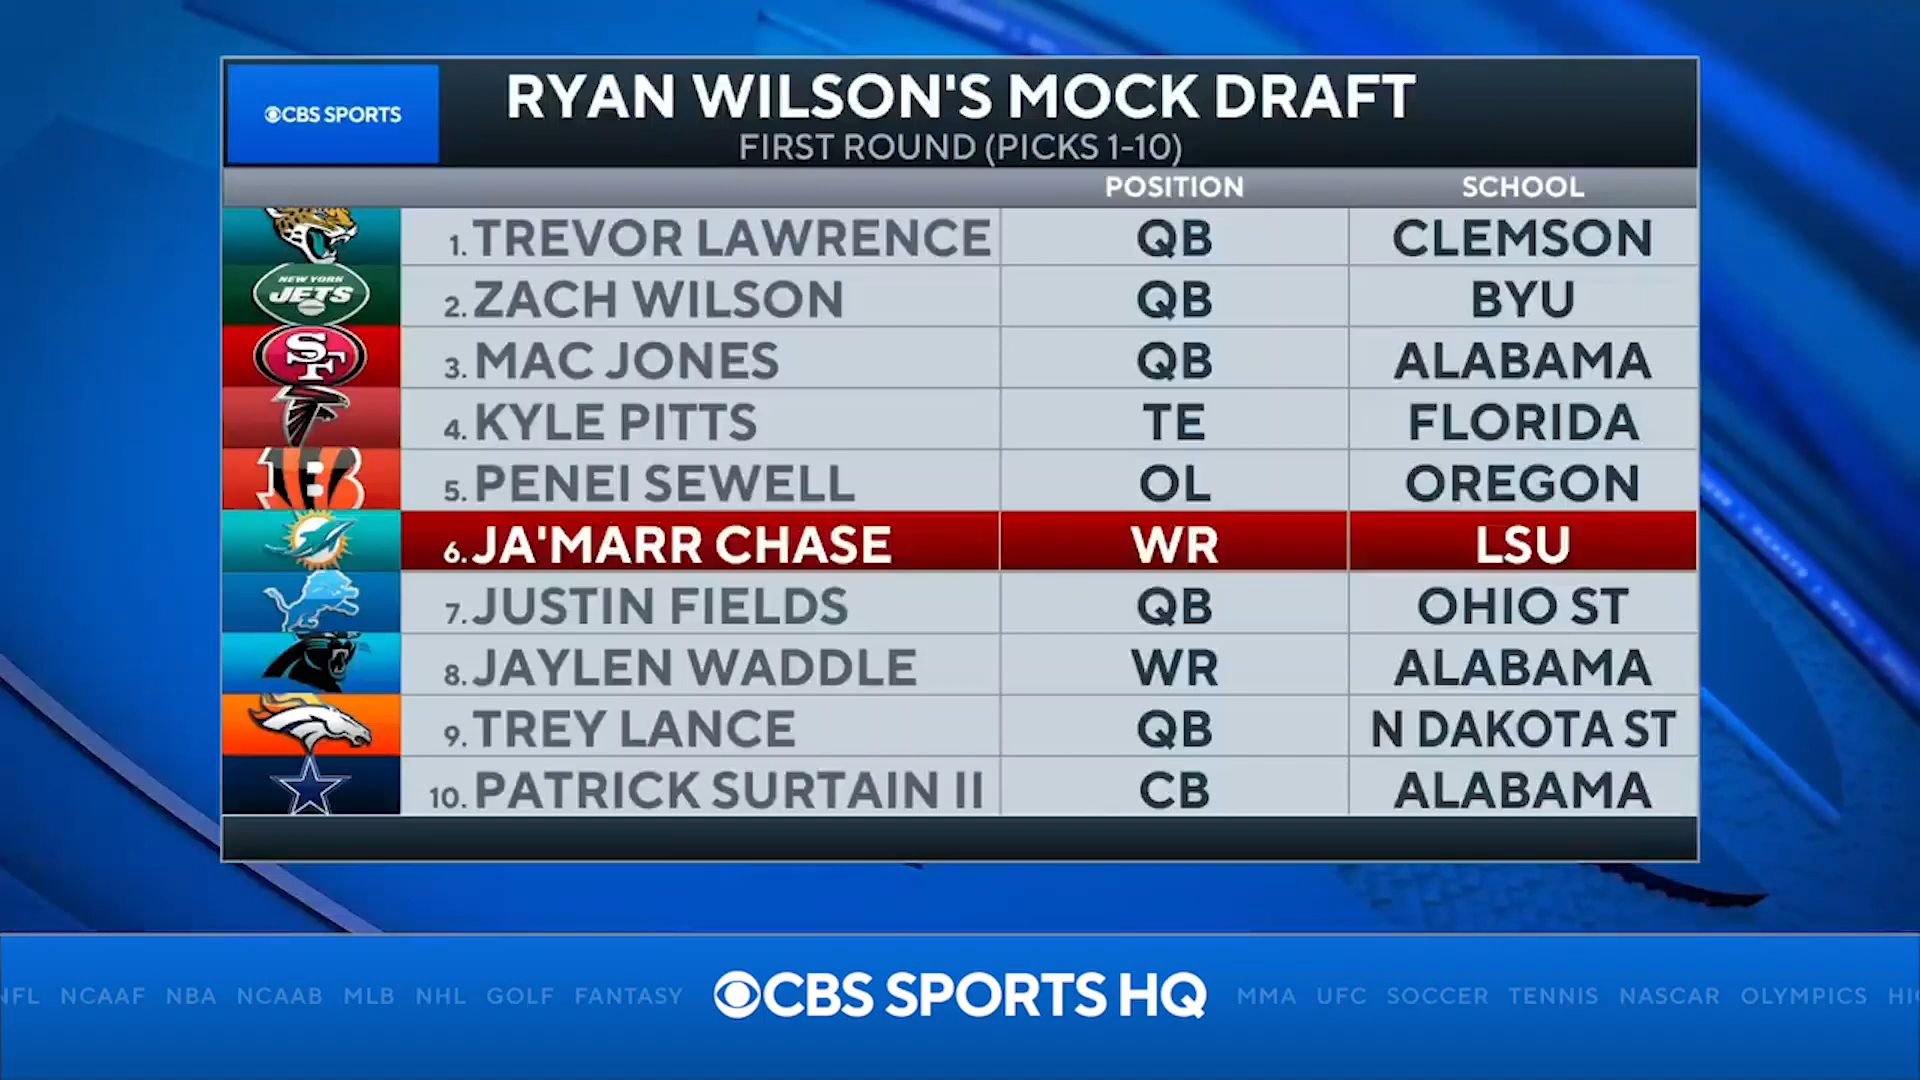 CBS SPORTS
RYAN WILSON'S MOCK DRAFT
FIRST ROUND (PICKS 1-10)
POSITION SCHOOL
1. TREVOR LAWRENCE QB CLEMSON
NEW YORK
JETS
2. ZACH WILSON QB BYU
SF
3. MAC JONES QB ALABAMA
4. KYLE PITTS TE FLORIDA
B
5. PENEI SEWELL OL OREGON
6. JA'MARR CHASE WR LSU
7. JUSTIN FIELDS QB OHIO ST
8. JAYLEN WADDLE WR ALABAMA
9. TREY LANCE QB N DAKOTA ST
10. PATRICK SURTAIN II CB ALABAMA
NFL NCAAF NBA NCAAB MLB NHL GOLF FANTASY CBS SPORTS HQ MMA UFC SOCCER TENNIS NASCAR OLYMPICS